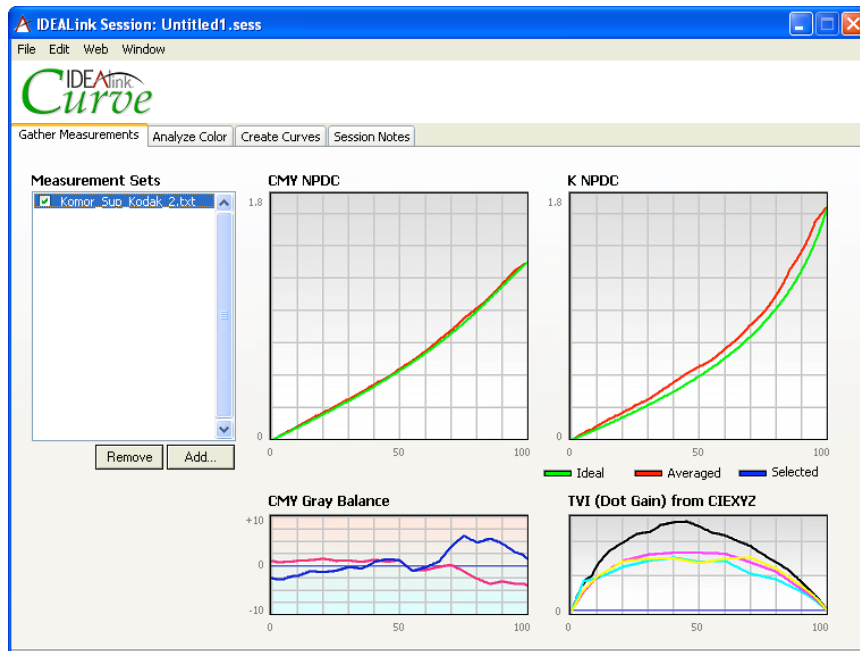 IDEALink Session: Untitled1.sess
File Edit Web Window
IDEAlink
Curve
Gather Measurements Analyze Color Create Curves Session Notes
Measurement Sets
Komor_Sup_Kodak_2.txt
Remove Add...
CMY NPDC
1.8
0
0 50 100
K NPDC
1.8
0
0 50 100
Ideal Averaged Selected
CMY Gray Balance
+10
0
-10
0 50 100
TVI (Dot Gain) from CIEXYZ
0
0 50 100